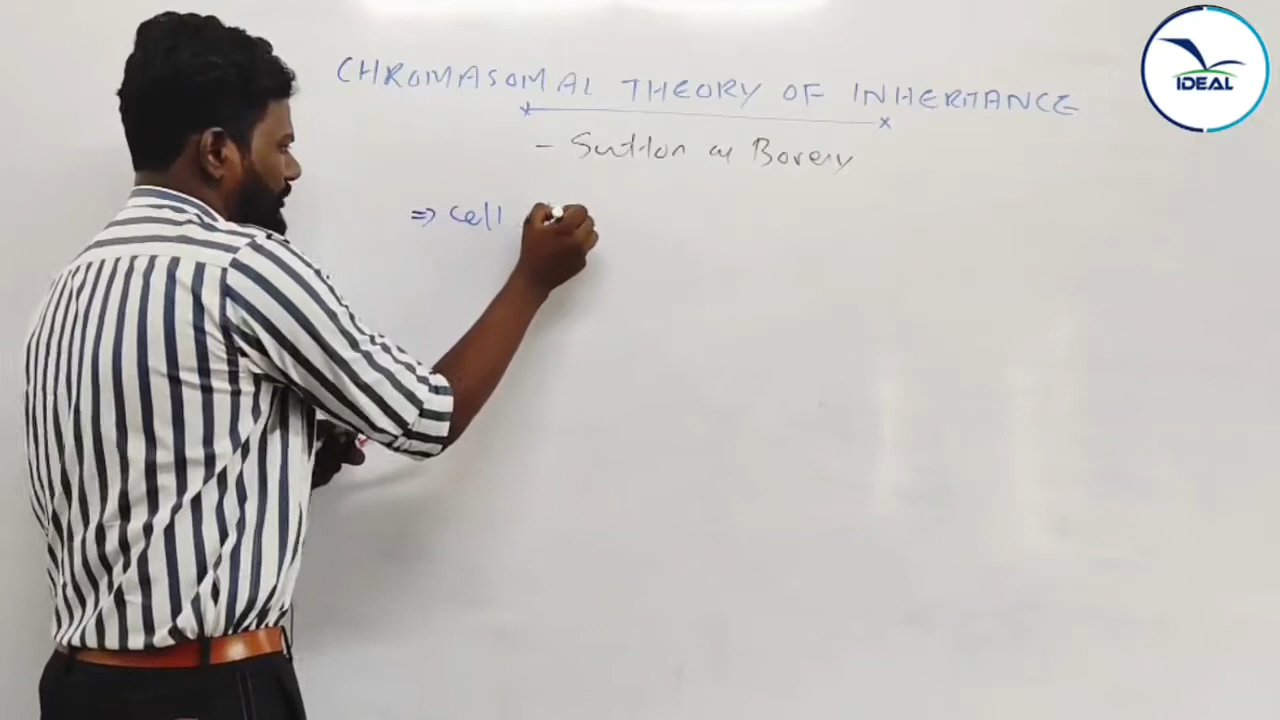 CHROMASOMAL THEORY OF INHERITANCE
- Sutton & Bovery
⇒ Cell
IDEAL